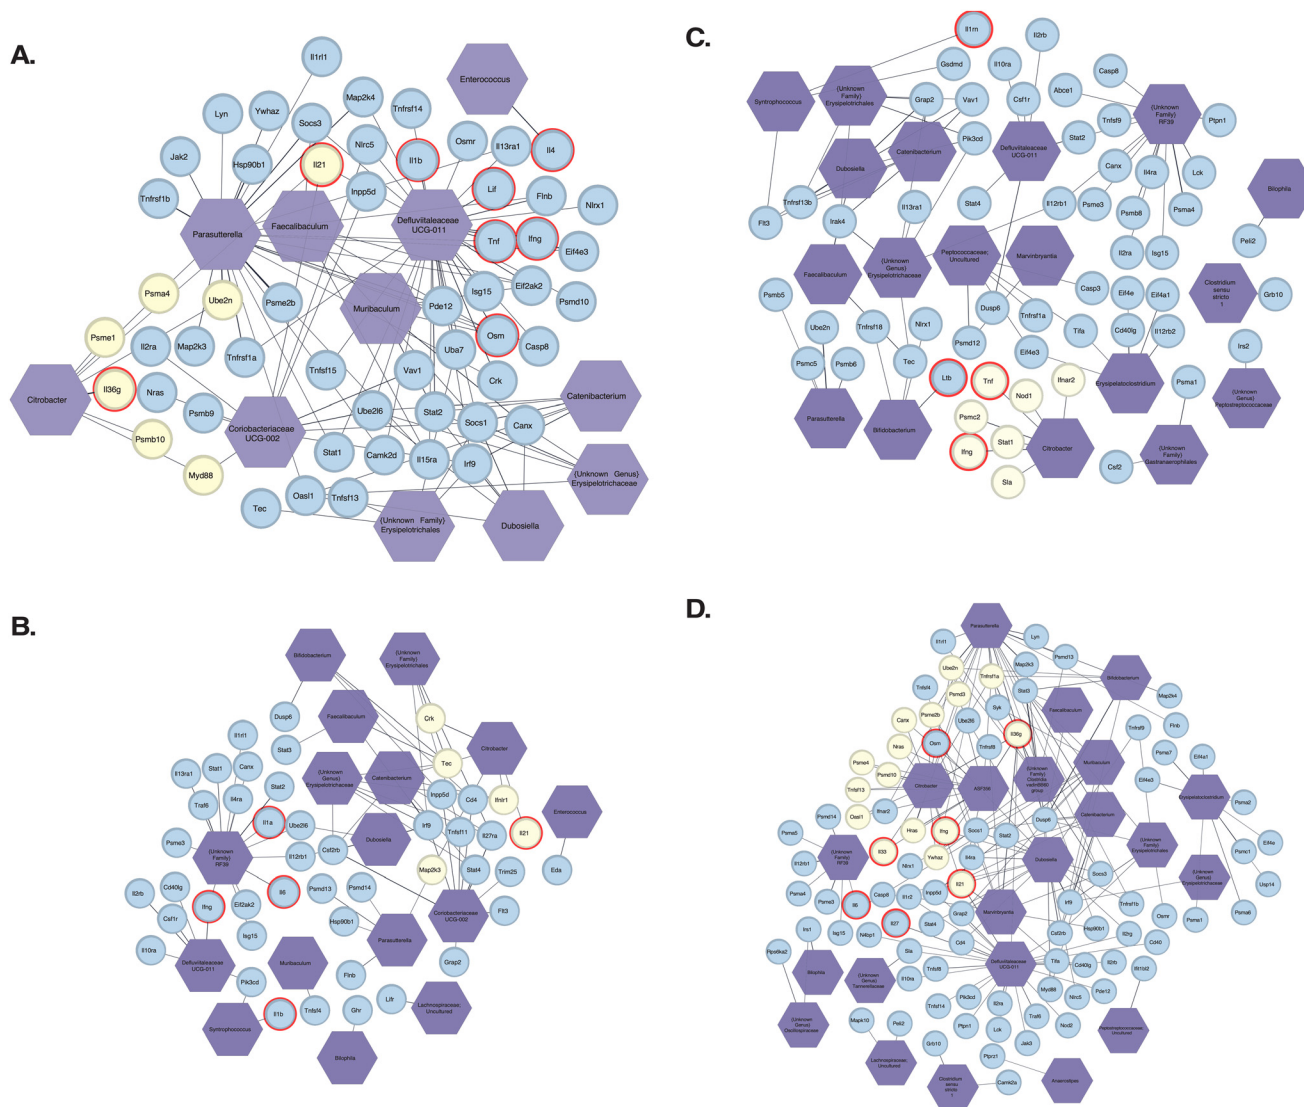 A.
Il1rl1
Enterococcus
Lyn
Ywhaz
Map2k4
Tnfrsf14
Socs3
Osmr
Jak2
Hsp90b1
Il21
Nlrc5
Il1b
Il13ra1
Il4
Tnfrsf1b
Inpp5d
Lif
Flnb
Nlrx1
Parasutterella
Faecalibaculum
Defluviitaleaceae
UCG-011
Tnf
Ifng
Eif4e3
Psma4
Ube2n
Psme2b
Isg15
Eif2ak2
Muribaculum
Pde12
Psmd10
Psme1
Il2ra
Map2k3
Tnfrsf1a
Osm
Casp8
Uba7
Il36g
Nras
Tnfsf15
Vav1
Crk
Citrobacter
Psmb9
Catenibacterium
Coriobacteriaceae
UCG-002
Ube2l6
Stat2
Socs1
Canx
Psmb10
Stat1
Camk2d
Il15ra
Irf9
Myd88
{Unknown Genus}
Erysipelotrichaceae
Oasl1
Tnfsf13
Tec
{Unknown Family}
Erysipelotrichales
Dubosiella
B.
Bifidobacterium
{Unknown
Family}
Erysipelotrichales
Dusp6
Faecalibaculum
Crk
Il1rl1
Stat3
Citrobacter
Il13ra1
Stat1
Canx
Tec
{Unknown
Genus}
Erysipelotrichaceae
Catenibacterium
Stat2
Inpp5d
Cd4
Ifnlr1
Traf6
Il4ra
Enterococcus
Il1a
Ube2l6
Irf9
Tnfsf11
Il27ra
Il21
Psme3
Dubosiella
Csf2rb
{Unknown
Family}
RF39
Il12rb1
Stat4
Trim25
Eda
Map2k3
Il2rb
Cd40lg
Il6
Psmd13
Psmd14
Flt3
Ifng
Eif2ak2
Hsp90b1
Coriobacteriaceae
UCG-002
Csf1r
Isg15
Parasutterella
Il10ra
Grap2
Defluviitaleaceae
UCG-011
Muribaculum
Flnb
Pik3cd
Lifr
Lachnospiraceae;
Uncultured
Syntrophococcus
Il1b
Tnfsf4
Ghr
Bilophila
C.
Il1rn
Il2rb
Gsdmd
Il10ra
Casp8
Syntrophococcus
{Unknown
Family}
Erysipelotrichales
Grap2
Vav1
Csf1r
Abce1
{Unknown
Family}
RF39
Tnfsf9
Ptpn1
Pik3cd
Stat2
Dubosiella
Catenibacterium
Defluviitaleaceae
UCG-011
Canx
Il4ra
Lck
Bilophila
Tnfrsf13b
Il13ra1
Stat4
Il12rb1
Psme3
Psmb8
Psma4
Flt3
Irak4
Peli2
Il2ra
Isg15
Faecalibaculum
{Unknown
Genus}
Erysipelotrichaceae
Peptococcaceae;
Uncultured
Marvinbryantia
Clostridium
sensu
stricto
1
Psmb5
Casp3
Eif4e
Eif4a1
Grb10
Dusp6
Tnfrsf1a
Ube2n
Tnfrsf18
Nlrx1
Tifa
Cd40lg
Il12rb2
Psmd12
Irs2
Psmc5
Psmb6
Tec
Eif4e3
Ltb
Tnf
Ifnar2
Erysipelatoclostridium
Psma1
{Unknown
Genus}
Peptostreptococcaceae
Nod1
Parasutterella
Bifidobacterium
Psmc2
Stat1
Ifng
Citrobacter
{Unknown
Family}
Gastranaerophilales
Csf2
Sla
D.
Parasutterella
Il1rl1
Lyn
Ube2n
Tnfrsf1a
Map2k3
Psmd13
Bifidobacterium
Tnfsf4
Psmd3
Stat3
Map2k4
Faecalibaculum
Canx
Psme2b
Syk
Ube2l6
Flnb
Nras
Osm
Il36g
Tnfrsf9
Tnfsf8
Psme7
Eif4a1
Psme4
Psmd10
Muribaculum
Eif4e3
Citrobacter
ASF356
{Unknown
Family}
Clostridia
vadinBB60
group
Erysipelatoclostridium
Tnfsf13
Oasl1
Ifnar2
Psma2
Psmd14
Dusp6
Catenibacterium
Psme5
Hras
Ifng
Socs1
Stat2
Eif4e
{Unknown
Family}
Erysipelotrichales
Il33
Ywhaz
Il4ra
Psmc1
{Unknown
Family}
RF39
Il12rb1
Nlrx1
Dubosiella
Socs3
{Unknown
Genus}
Erysipelotrichaceae
Il21
Usp14
Psma4
Casp6
Il1r2
Inpp5d
Irf9
Tnfrsf1b
Psme3
Il6
Osmr
Psma6
Grap2
Marvinbryantia
Psma1
Il27
Stat4
Csf2rb
Hsp90b1
Irs1
Isg15
N4bp1
Il2rg
Cd4
Cd40
Sla
Rps6ka2
Tifa
Il2rb
Bilophila
{Unknown
Genus}
Tannerellaceae
Il10ra
Tnfsf8
Defluviitaleaceae
UCG-011
Cd40lg
Ifi1bl2
Myd88
Pde12
Nlrc5
Pik3cd
Il2ra
Tnfsf14
Traf6
{Unknown
Genus}
Oscillospiraceae
Mapk10
Peli2
Ptpn1
Lck
Nod2
Peptostreptococcaceae;
Uncultured
Grb10
Jak3
Lachnospiraceae;
Uncultured
Ptprz1
Clostridium
sensu
stricto
1
Camk2a
Anaerostipes